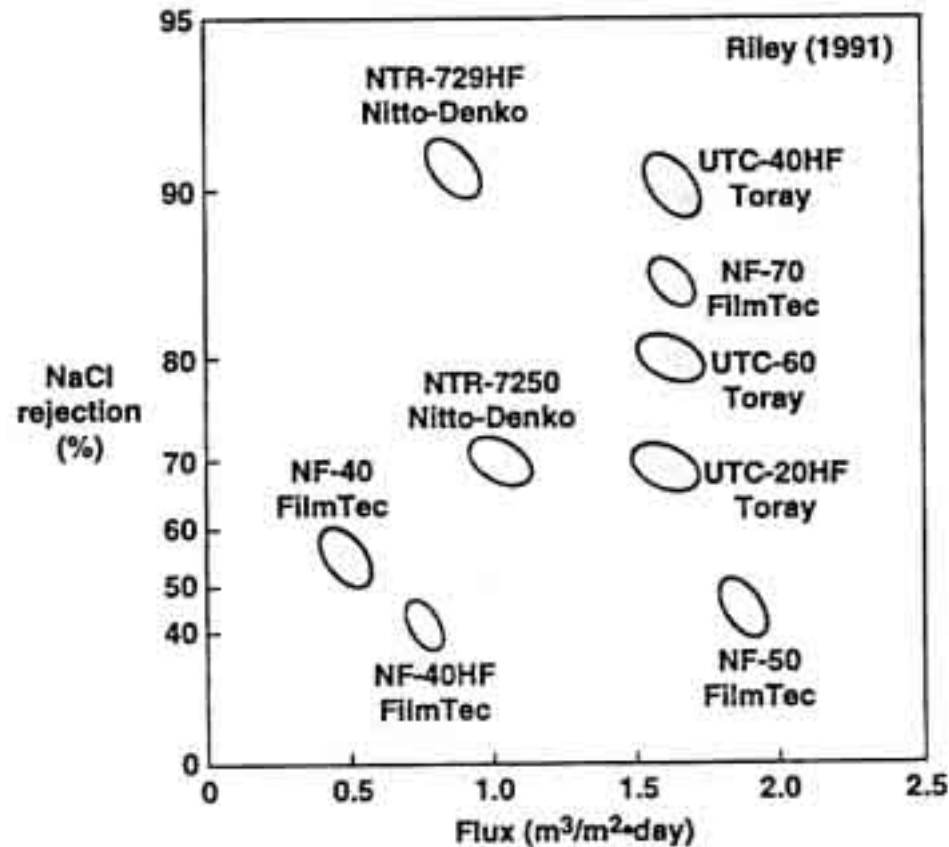 95
Riley (1991)
NTR-729HF
Nitto-Denko
UTC-40HF
Toray
90
NF-70
FilmTec
80
UTC-60
Toray
NaCl
rejection
(%)
NTR-7250
Nitto-Denko
70
NF-40
FilmTec
UTC-20HF
Toray
60
50
40
NF-40HF
FilmTec
NF-50
FilmTec
0
0 0.5 1.0 1.5 2.0 2.5
Flux (m³/m²•day)